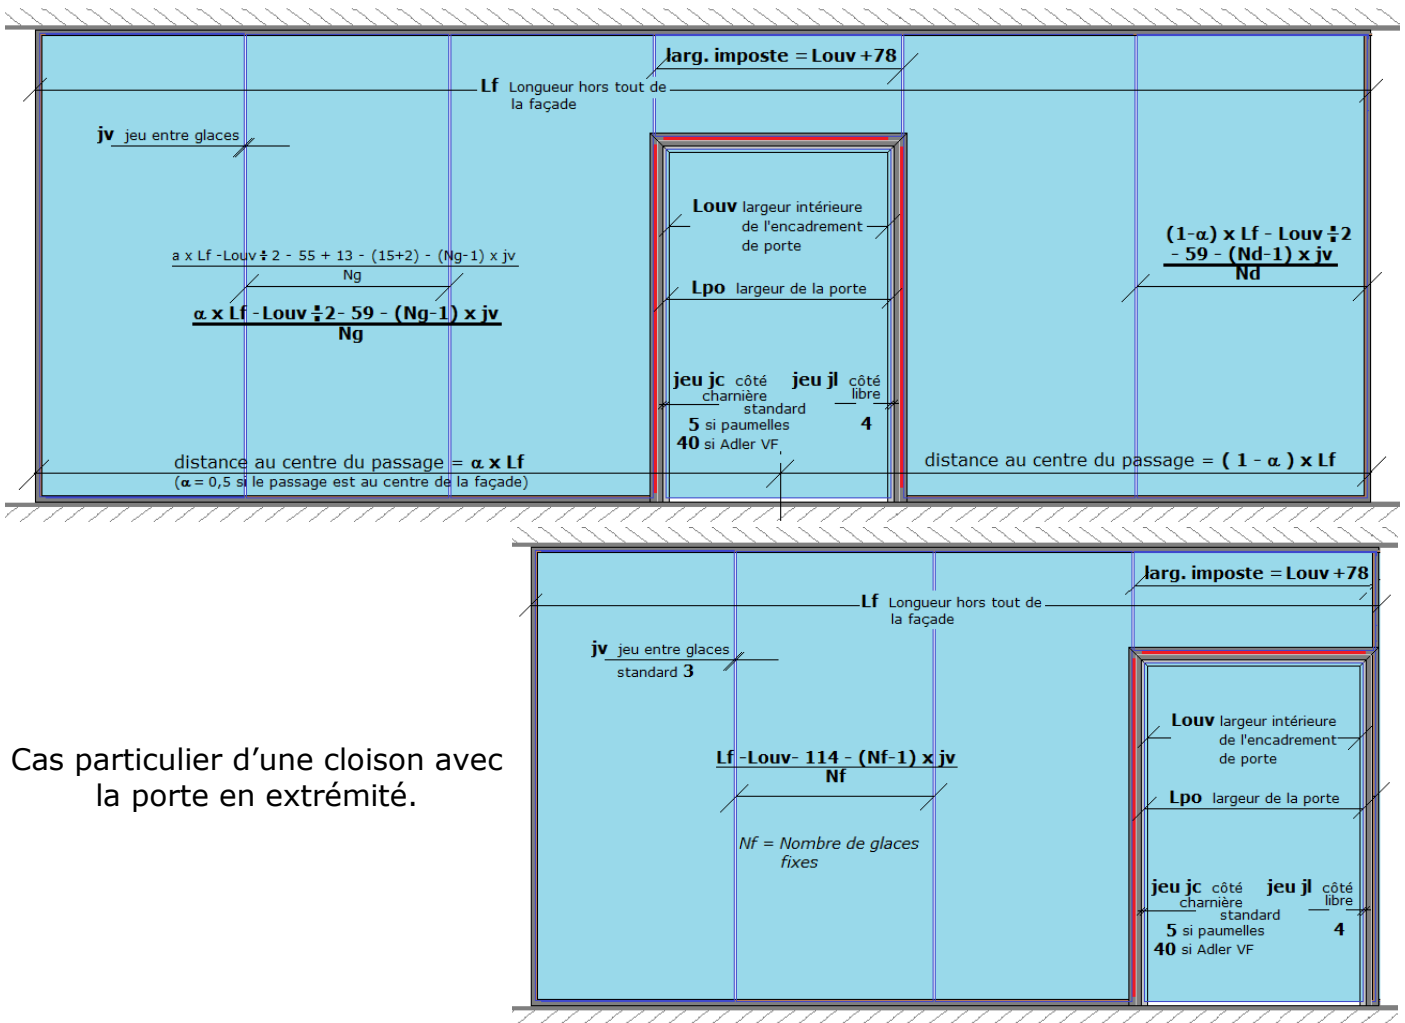 larg. imposte = Louv +78
Lf Longueur hors tout de
la façade
jv jeu entre glaces
Louv largeur intérieure
de l'encadrement
de porte
(1-α) x Lf - Louv ÷ 2
- 59 - (Nd-1) x jv
Nd
a x Lf -Louv ÷ 2 - 55 + 13 - (15+2) - (Ng-1) x jv
Ng
Lpo largeur de la porte
α x Lf - Louv ÷ 2- 59 - (Ng-1) x jv
Ng
jeu jc côté
charnière
jeu jl côté
libre
standard
5 si paumelles
4
40 si Adler VF
distance au centre du passage = α x Lf
(α = 0,5 si le passage est au centre de la façade)
distance au centre du passage = ( 1 - α ) x Lf
larg. imposte = Louv +78
Lf Longueur hors tout de
la façade
jv jeu entre glaces
standard 3
Louv largeur intérieure
de l'encadrement
de porte
Cas particulier d’une cloison avec
la porte en extrémité.
Lf -Louv- 114 - (Nf-1) x jv
Nf
Lpo largeur de la porte
Nf = Nombre de glaces
fixes
jeu jc côté
charnière
jeu jl côté
libre
standard
5 si paumelles
4
40 si Adler VF